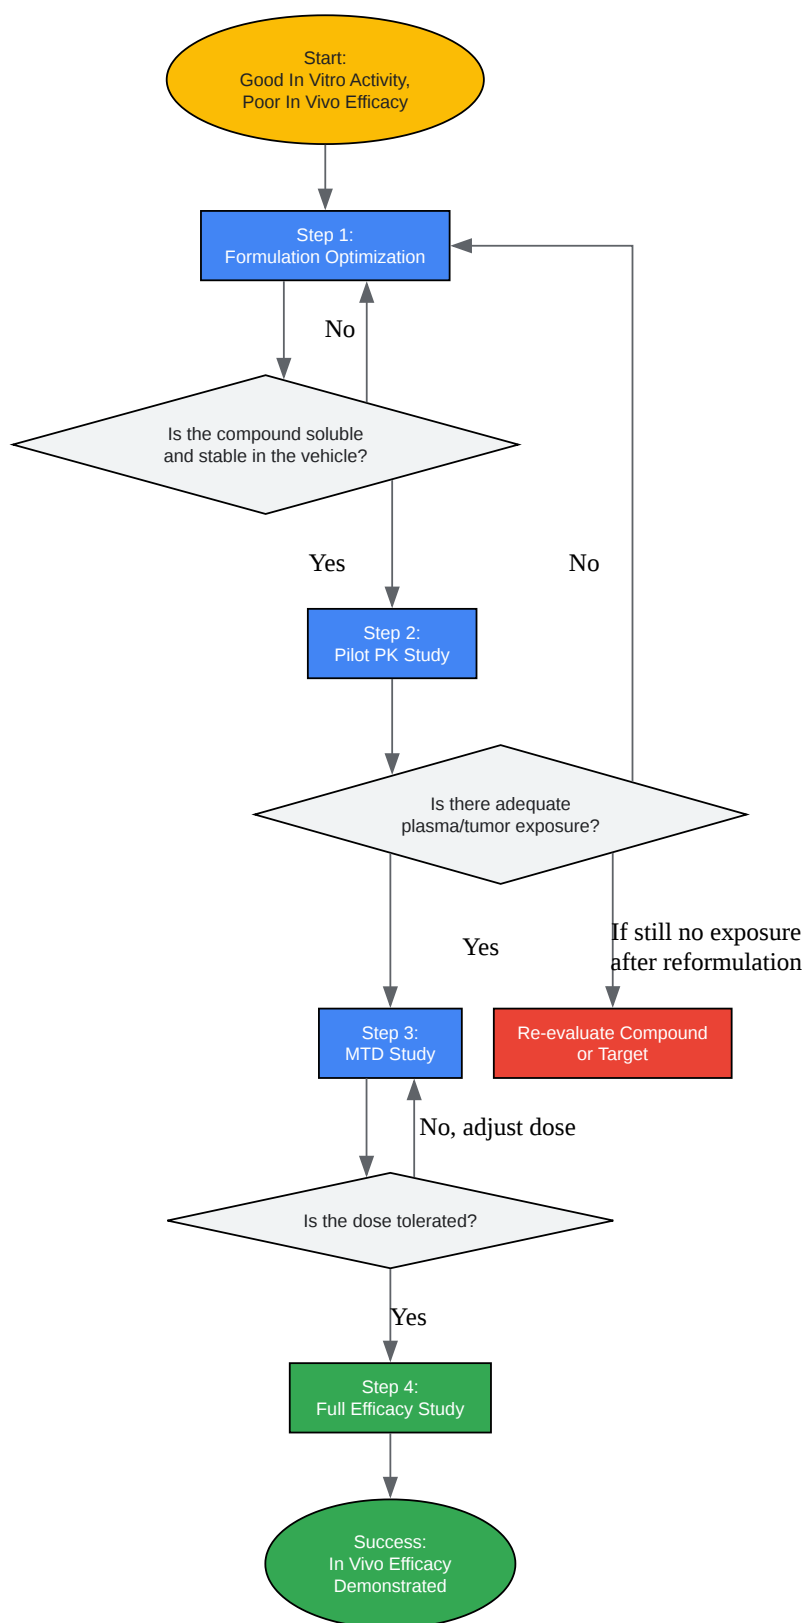 Start:
Good In Vitro Activity,
Poor In Vivo Efficacy
Step 1:
Formulation Optimization
No
Is the compound soluble
and stable in the vehicle?
Yes
No
Step 2:
Pilot PK Study
Is there adequate
plasma/tumor exposure?
Yes
If still no exposure
after reformulation
Step 3:
MTD Study
Re-evaluate Compound
or Target
No, adjust dose
Is the dose tolerated?
Yes
Step 4:
Full Efficacy Study
Success:
In Vivo Efficacy
Demonstrated